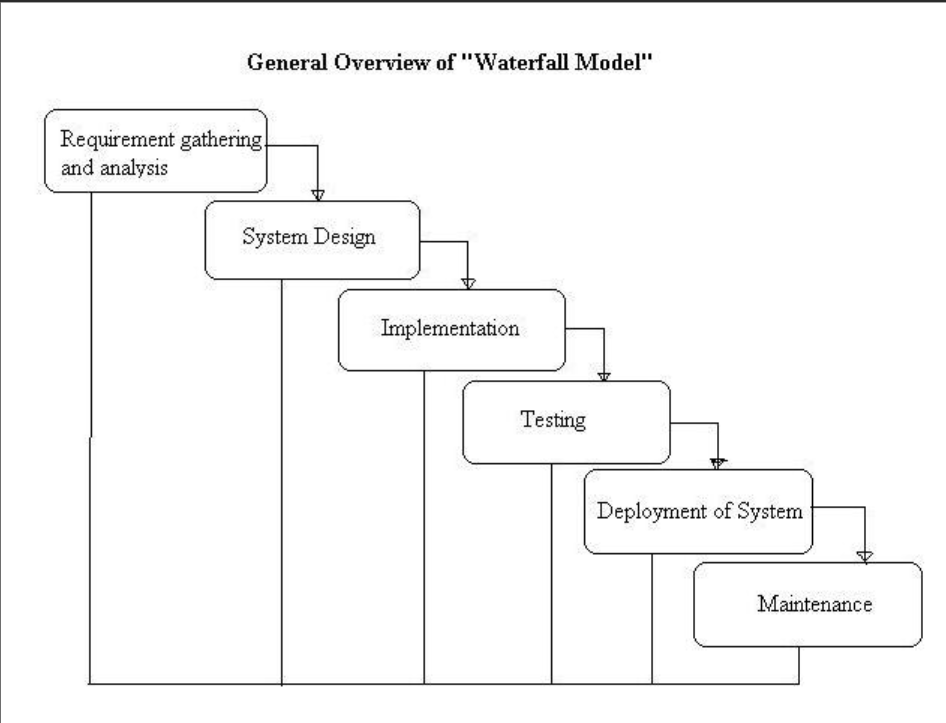 General Overview of "Waterfall Model"
Requirement gathering
and analysis
System Design
Implementation
Testing
Deployment of System
Maintenance